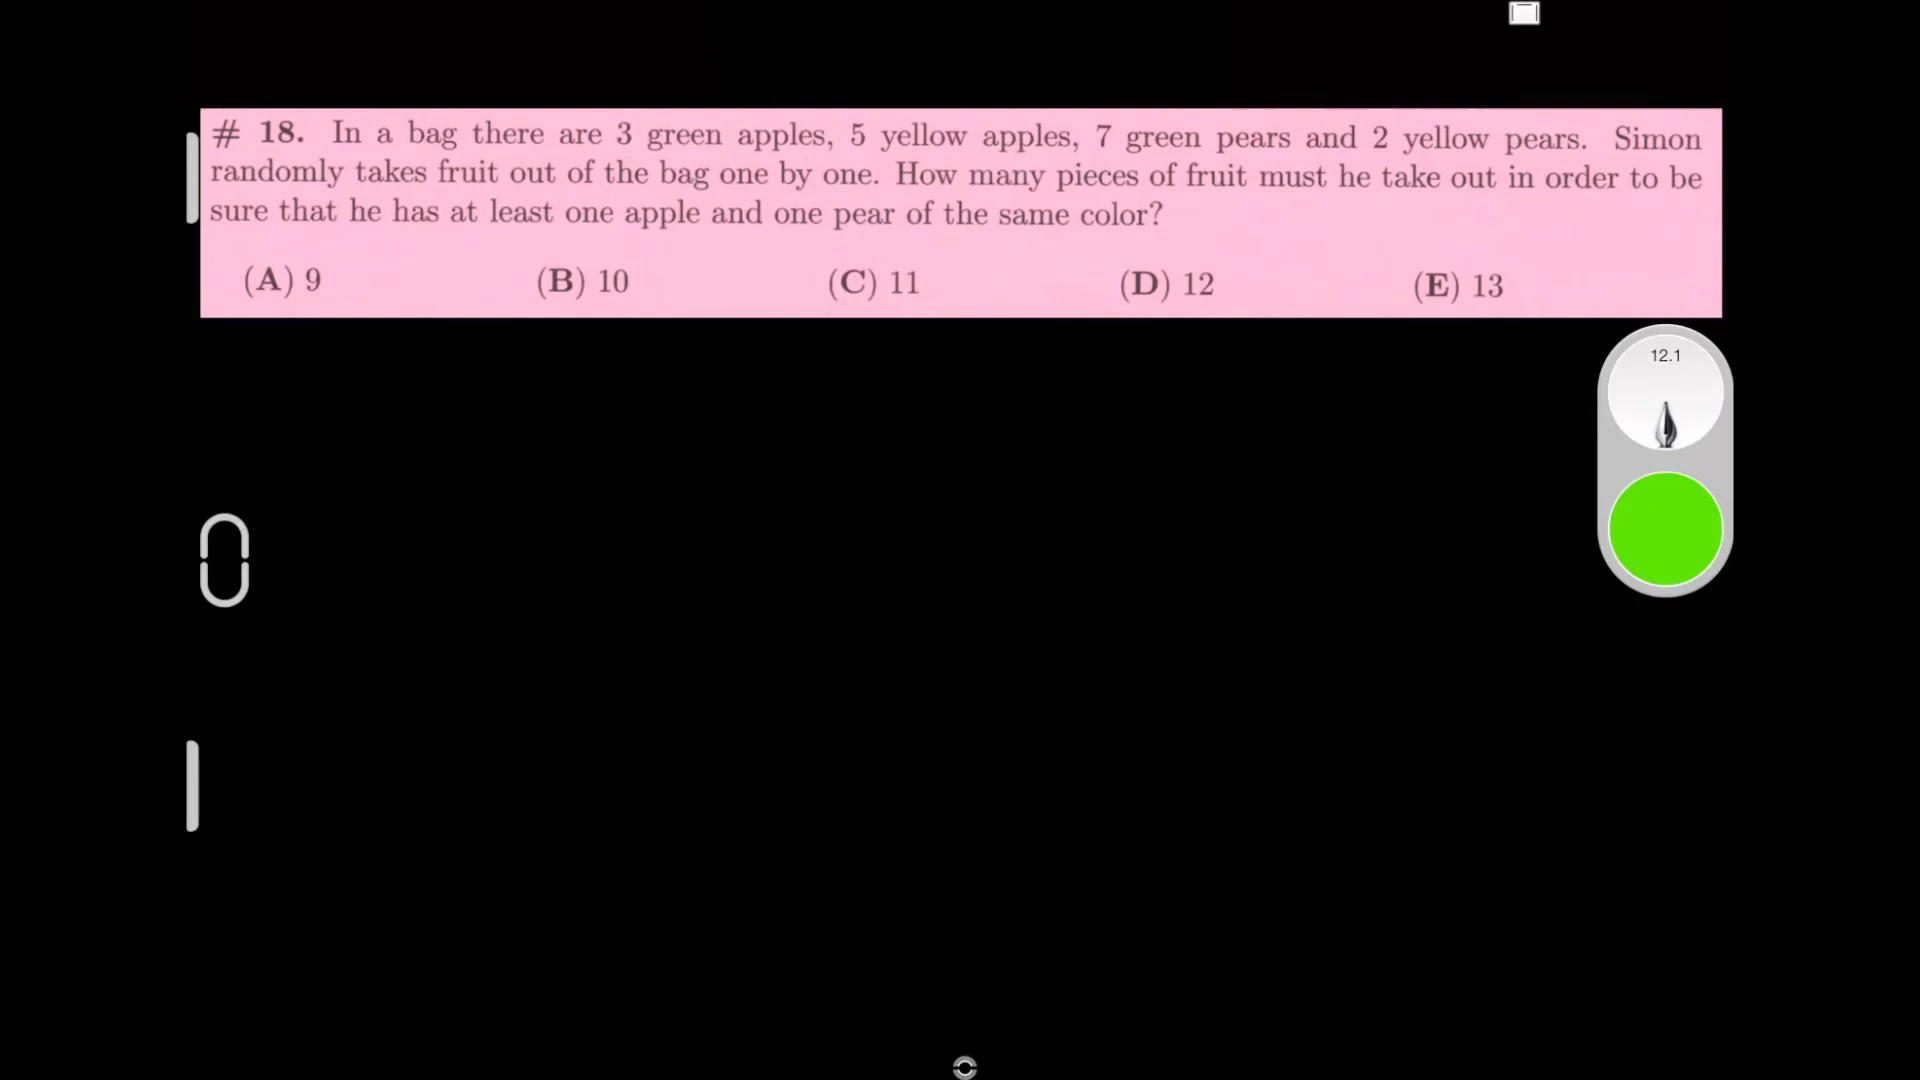 # 18. In a bag there are 3 green apples, 5 yellow apples, 7 green pears and 2 yellow pears. Simon
randomly takes fruit out of the bag one by one. How many pieces of fruit must he take out in order to be
sure that he has at least one apple and one pear of the same color?
(A) 9 (B) 10 (C) 11 (D) 12 (E) 13
12.1